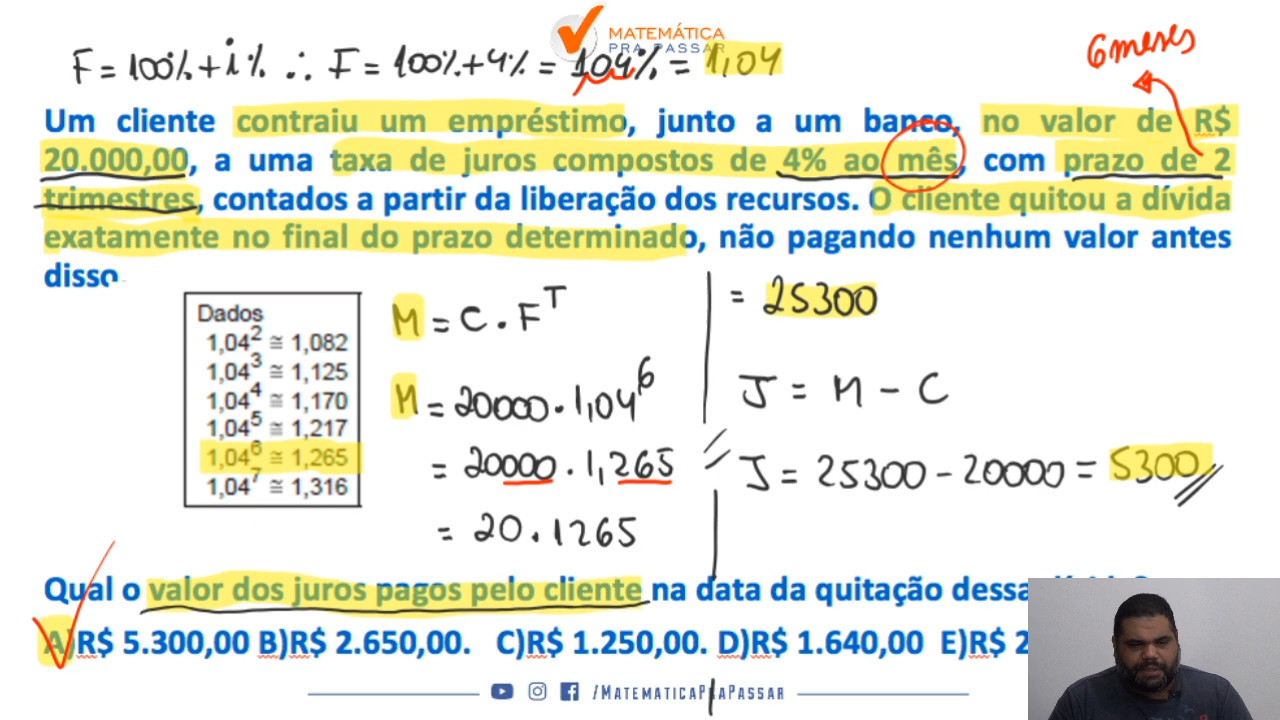 MATEMÁTICA
PRA PASSAR
F = 100% + i% ∴ F = 100% + 4% = 104% = 1,04
6 meses
Um cliente contraiu um empréstimo, junto a um banco, no valor de R$
20.000,00, a uma taxa de juros compostos de 4% ao mês, com prazo de 2
trimestres, contados a partir da liberação dos recursos. O cliente quitou a dívida
exatamente no final do prazo determinado, não pagando nenhum valor antes
disso.
Dados
1,04² ≅ 1,082
1,04³ ≅ 1,125
1,04⁴ ≅ 1,170
1,04⁵ ≅ 1,217
1,04⁶ ≅ 1,265
1,04⁷ ≅ 1,316
M = C . F^T
M = 20000 . 1,04⁶
= 20000 . 1,265
= 20 . 1265
= 25300
J = M - C
J = 25300 - 20000 = 5300
Qual o valor dos juros pagos pelo cliente na data da quitação dessa
A)R$ 5.300,00 B)R$ 2.650,00. C)R$ 1.250,00. D)R$ 1.640,00 E)R$ 2
/MATEMATICAPRAPASSAR